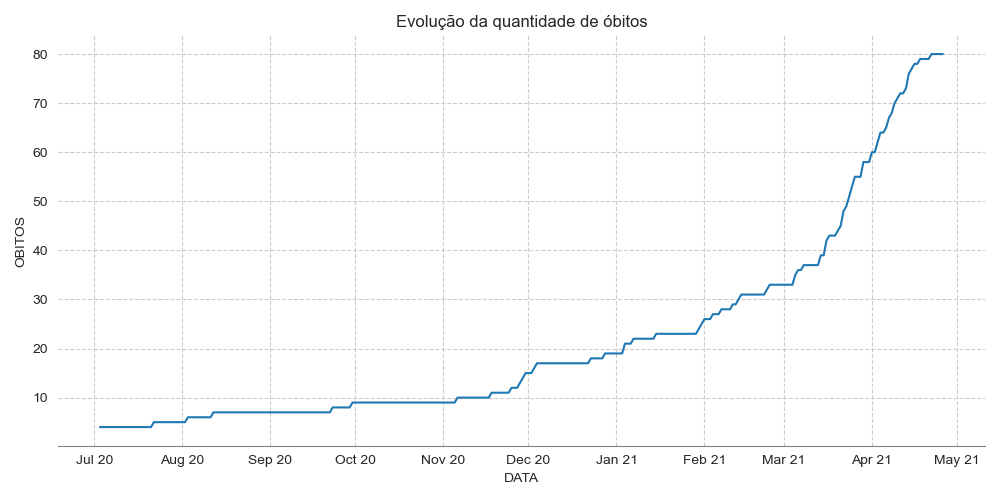 Evolução da quantidade de óbitos
80
70
60
50
40
30
20
10
OBITOS
Jul 20 Aug 20 Sep 20 Oct 20 Nov 20 Dec 20 Jan 21 Feb 21 Mar 21 Apr 21 May 21
DATA